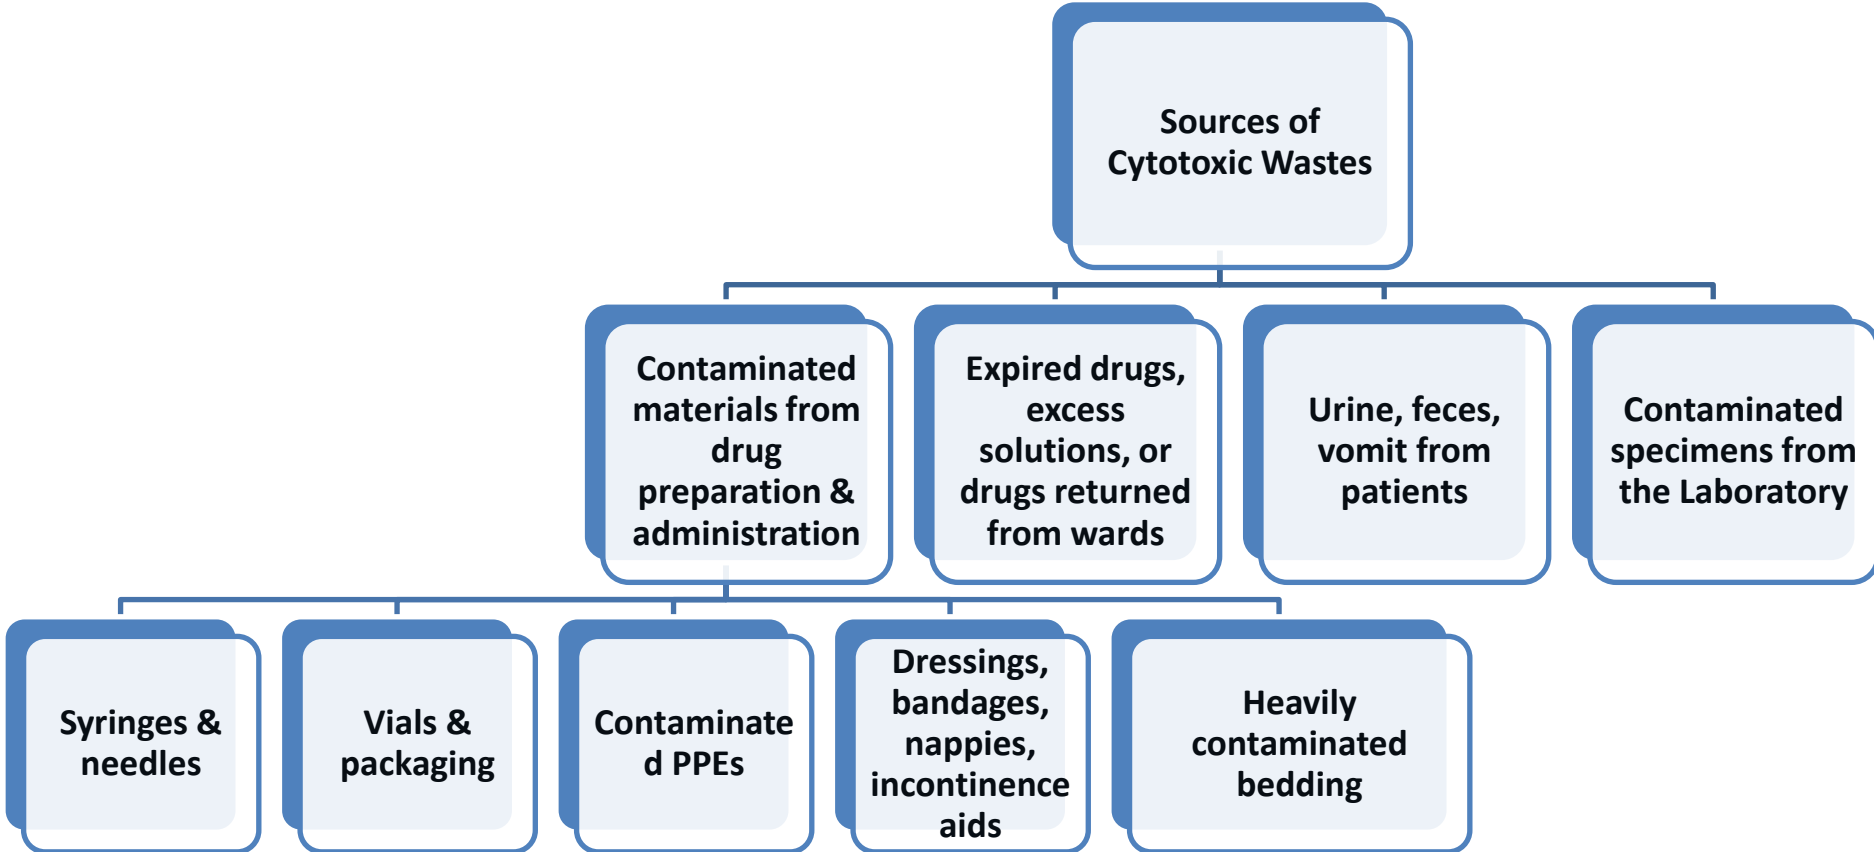 Sources of
Cytotoxic Wastes
Contaminated
materials from
drug
preparation &
administration
Expired drugs,
excess
solutions, or
drugs returned
from wards
Urine, feces,
vomit from
patients
Contaminated
specimens from
the Laboratory
Syringes &
needles
Vials &
packaging
Contaminate
d PPEs
Dressings,
bandages,
nappies,
incontinence
aids
Heavily
contaminated
bedding